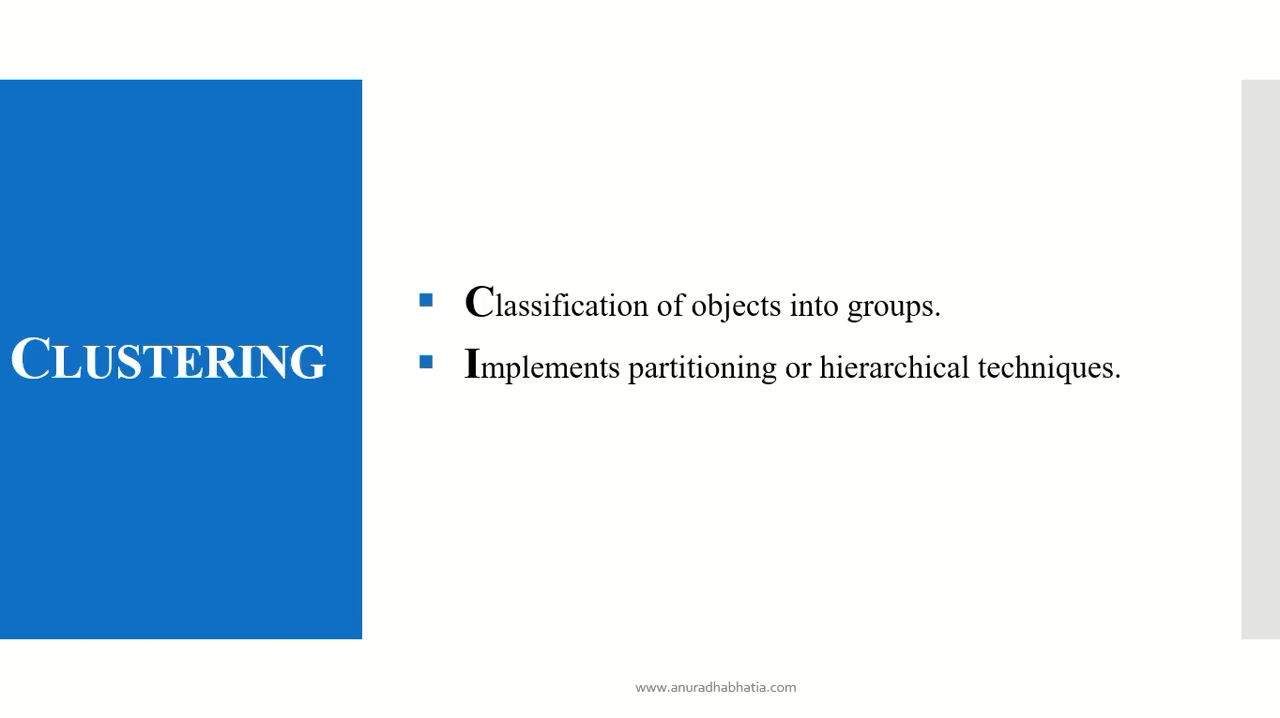 CLUSTERING
Classification of objects into groups.
Implements partitioning or hierarchical techniques.
www.anuradhabhatia.com